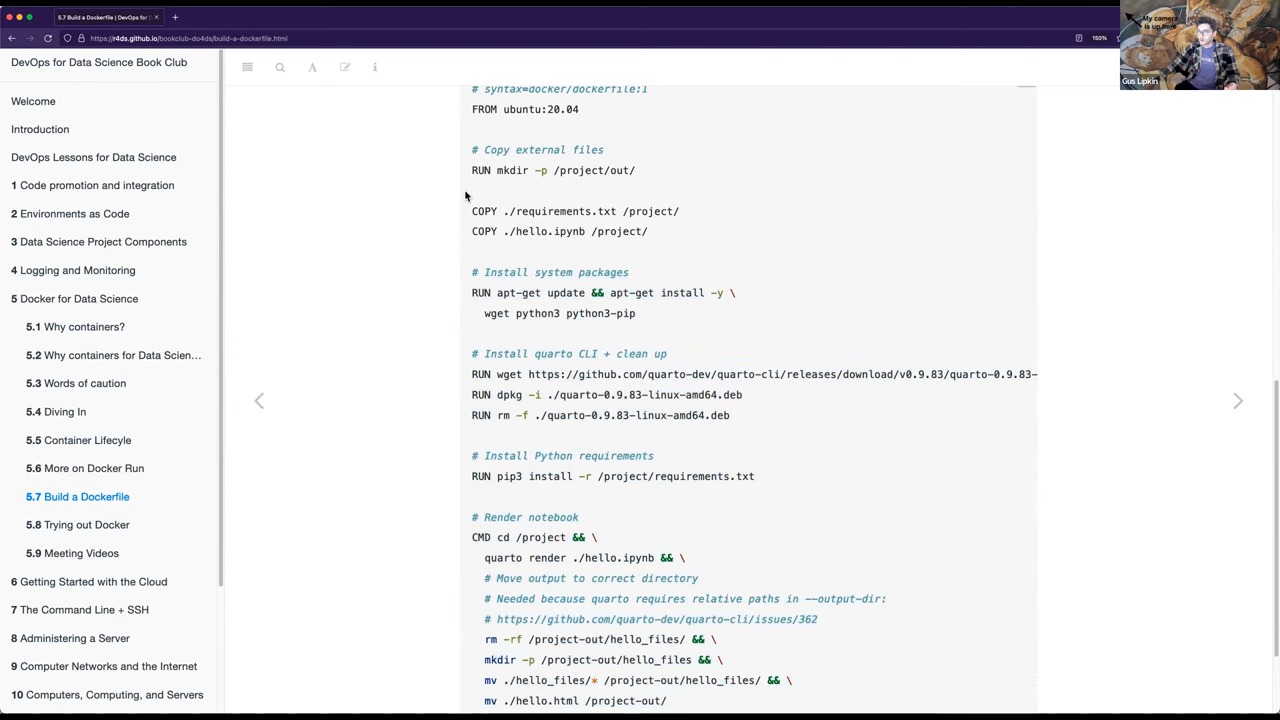 5.7 Build a Dockerfile | DevOps for D
https://r4ds.github.io/bookclub-do4ds/build-a-dockerfile.html
150%
My camera
is up here
Gus Lipkin
DevOps for Data Science Book Club
Welcome
Introduction
DevOps Lessons for Data Science
1 Code promotion and integration
2 Environments as Code
3 Data Science Project Components
4 Logging and Monitoring
5 Docker for Data Science
5.1 Why containers?
5.2 Why containers for Data Scien…
5.3 Words of caution
5.4 Diving In
5.5 Container Lifecyle
5.6 More on Docker Run
5.7 Build a Dockerfile
5.8 Trying out Docker
5.9 Meeting Videos
6 Getting Started with the Cloud
7 The Command Line + SSH
8 Administering a Server
9 Computer Networks and the Internet
10 Computers, Computing, and Servers
# syntax=docker/dockerfile:1
FROM ubuntu:20.04
# Copy external files
RUN mkdir -p /project/out/
COPY ./requirements.txt /project/
COPY ./hello.ipynb /project/
# Install system packages
RUN apt-get update && apt-get install -y \
wget python3 python3-pip
# Install quarto CLI + clean up
RUN wget https://github.com/quarto-dev/quarto-cli/releases/download/v0.9.83/quarto-0.9.83-
RUN dpkg -i ./quarto-0.9.83-linux-amd64.deb
RUN rm -f ./quarto-0.9.83-linux-amd64.deb
# Install Python requirements
RUN pip3 install -r /project/requirements.txt
# Render notebook
CMD cd /project && \
quarto render ./hello.ipynb && \
# Move output to correct directory
# Needed because quarto requires relative paths in --output-dir:
# https://github.com/quarto-dev/quarto-cli/issues/362
rm -rf /project-out/hello_files/ && \
mkdir -p /project-out/hello_files && \
mv ./hello_files/* /project-out/hello_files/ && \
mv ./hello.html /project-out/